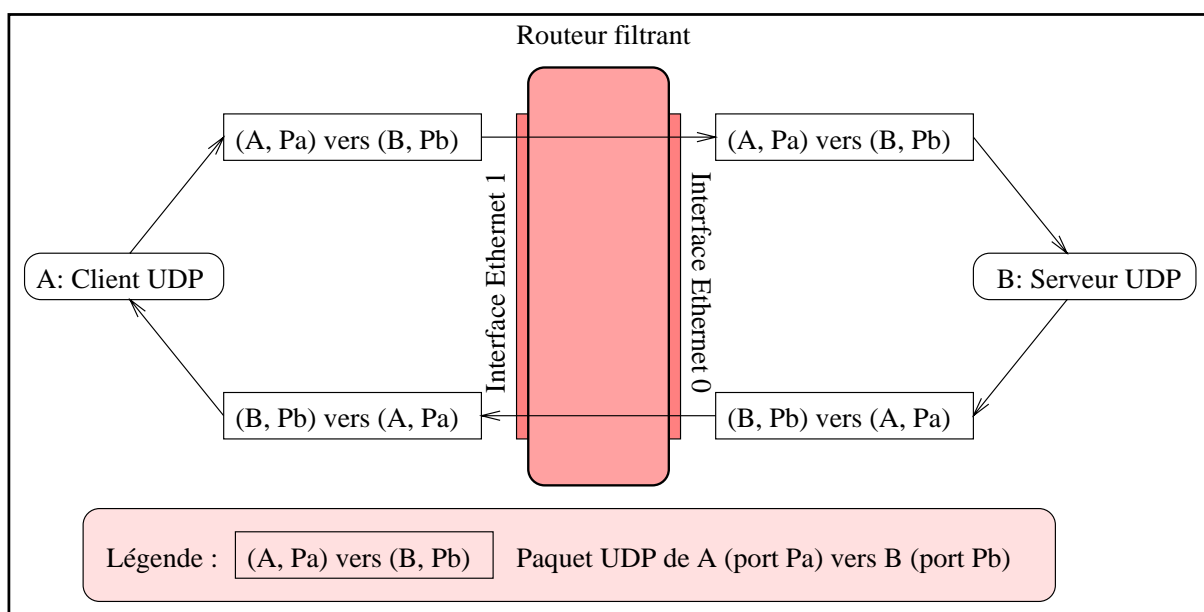 Routeur filtrant
(A, Pa) vers (B, Pb)
(A, Pa) vers (B, Pb)
Interface Ethernet 1
Interface Ethernet 0
A: Client UDP
B: Serveur UDP
(B, Pb) vers (A, Pa)
(B, Pb) vers (A, Pa)
Légende : (A, Pa) vers (B, Pb) Paquet UDP de A (port Pa) vers B (port Pb)